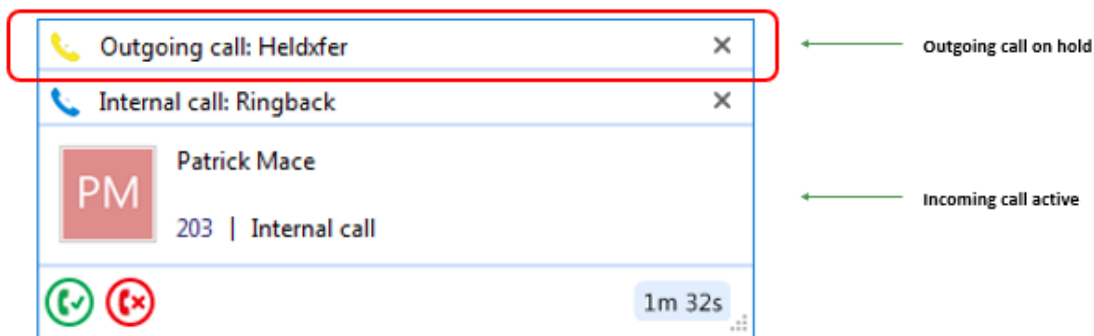 Outgoing call: Heldxfer
Outgoing call on hold
Internal call: Ringback
Patrick Mace
PM
203 | Internal call
Incoming call active
1m 32s